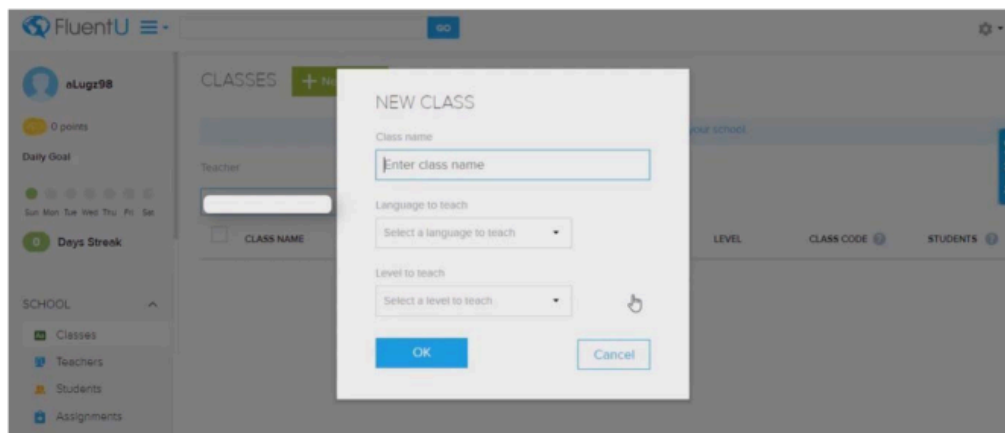 FluentU
GO
aLugz98
0 points
Daily Goal
Sun Mon Tue Wed Thu Fri Sat
0 Days Streak
SCHOOL
Classes
Teachers
Students
Assignments
CLASSES
your school.
Teacher
CLASS NAME
LEVEL
CLASS CODE
STUDENTS
NEW CLASS
Class name
Enter class name
Language to teach
Select a language to teach
Level to teach
Select a level to teach
OK
Cancel